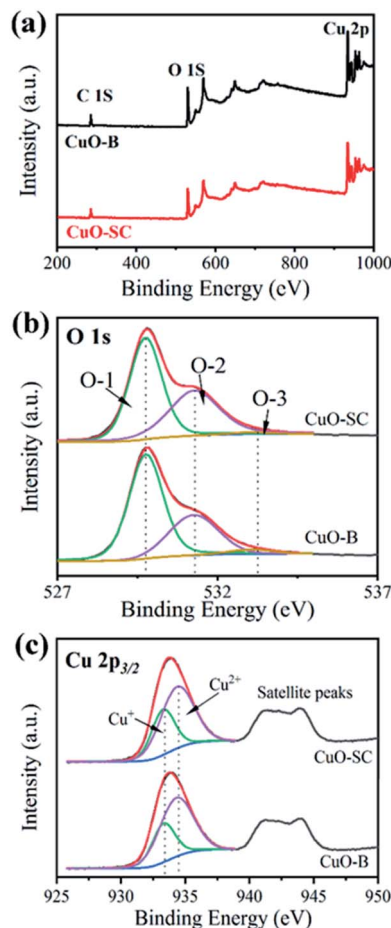 (a)
Cu 2p
O 1S
C 1S
CuO-B
CuO-SC
Intensity (a.u.)
200 400 600 800 1000
Binding Energy (eV)
(b)
O 1s
O-1
O-2
O-3
CuO-SC
CuO-B
Intensity (a.u.)
527 532 537
Binding Energy (eV)
(c)
Cu 2p3/2
Cu+
Cu2+
Satellite peaks
CuO-SC
CuO-B
Intensity (a.u.)
925 930 935 940 945 950
Binding Energy (eV)